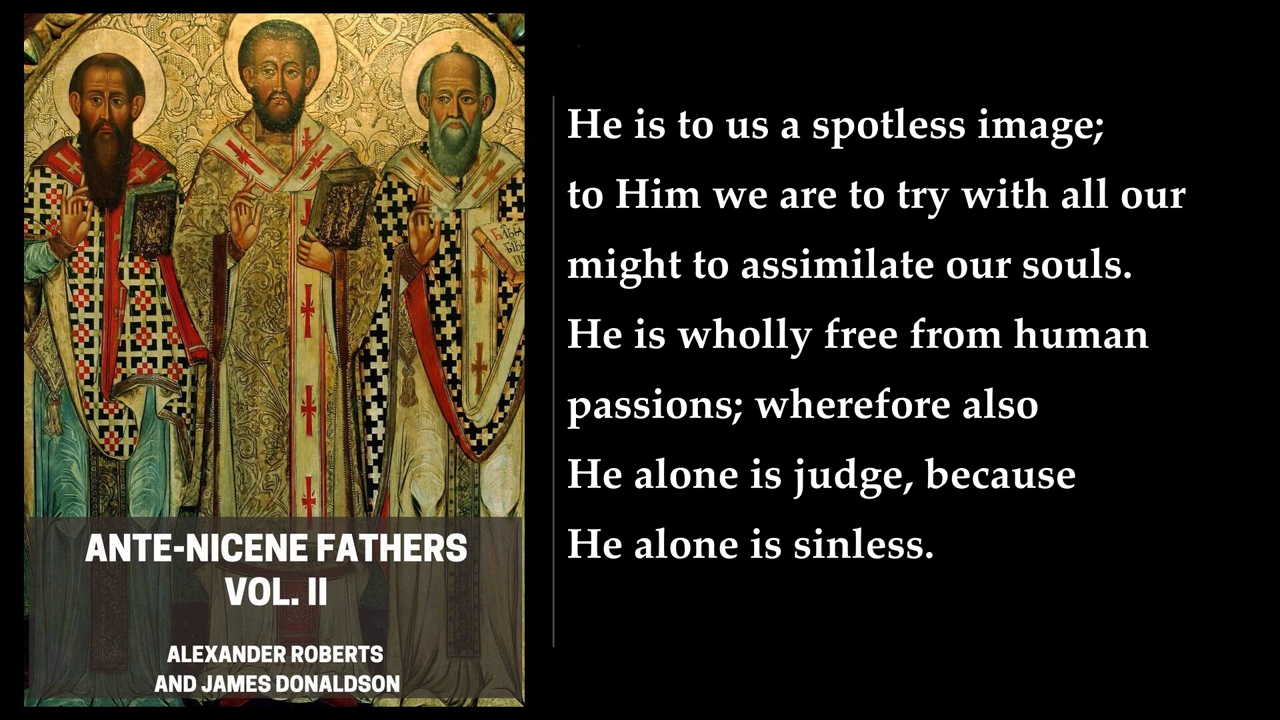 ANTE-NICENE FATHERS
VOL. II
ALEXANDER ROBERTS
AND JAMES DONALDSON
He is to us a spotless image;
to Him we are to try with all our
might to assimilate our souls.
He is wholly free from human
passions; wherefore also
He alone is judge, because
He alone is sinless.